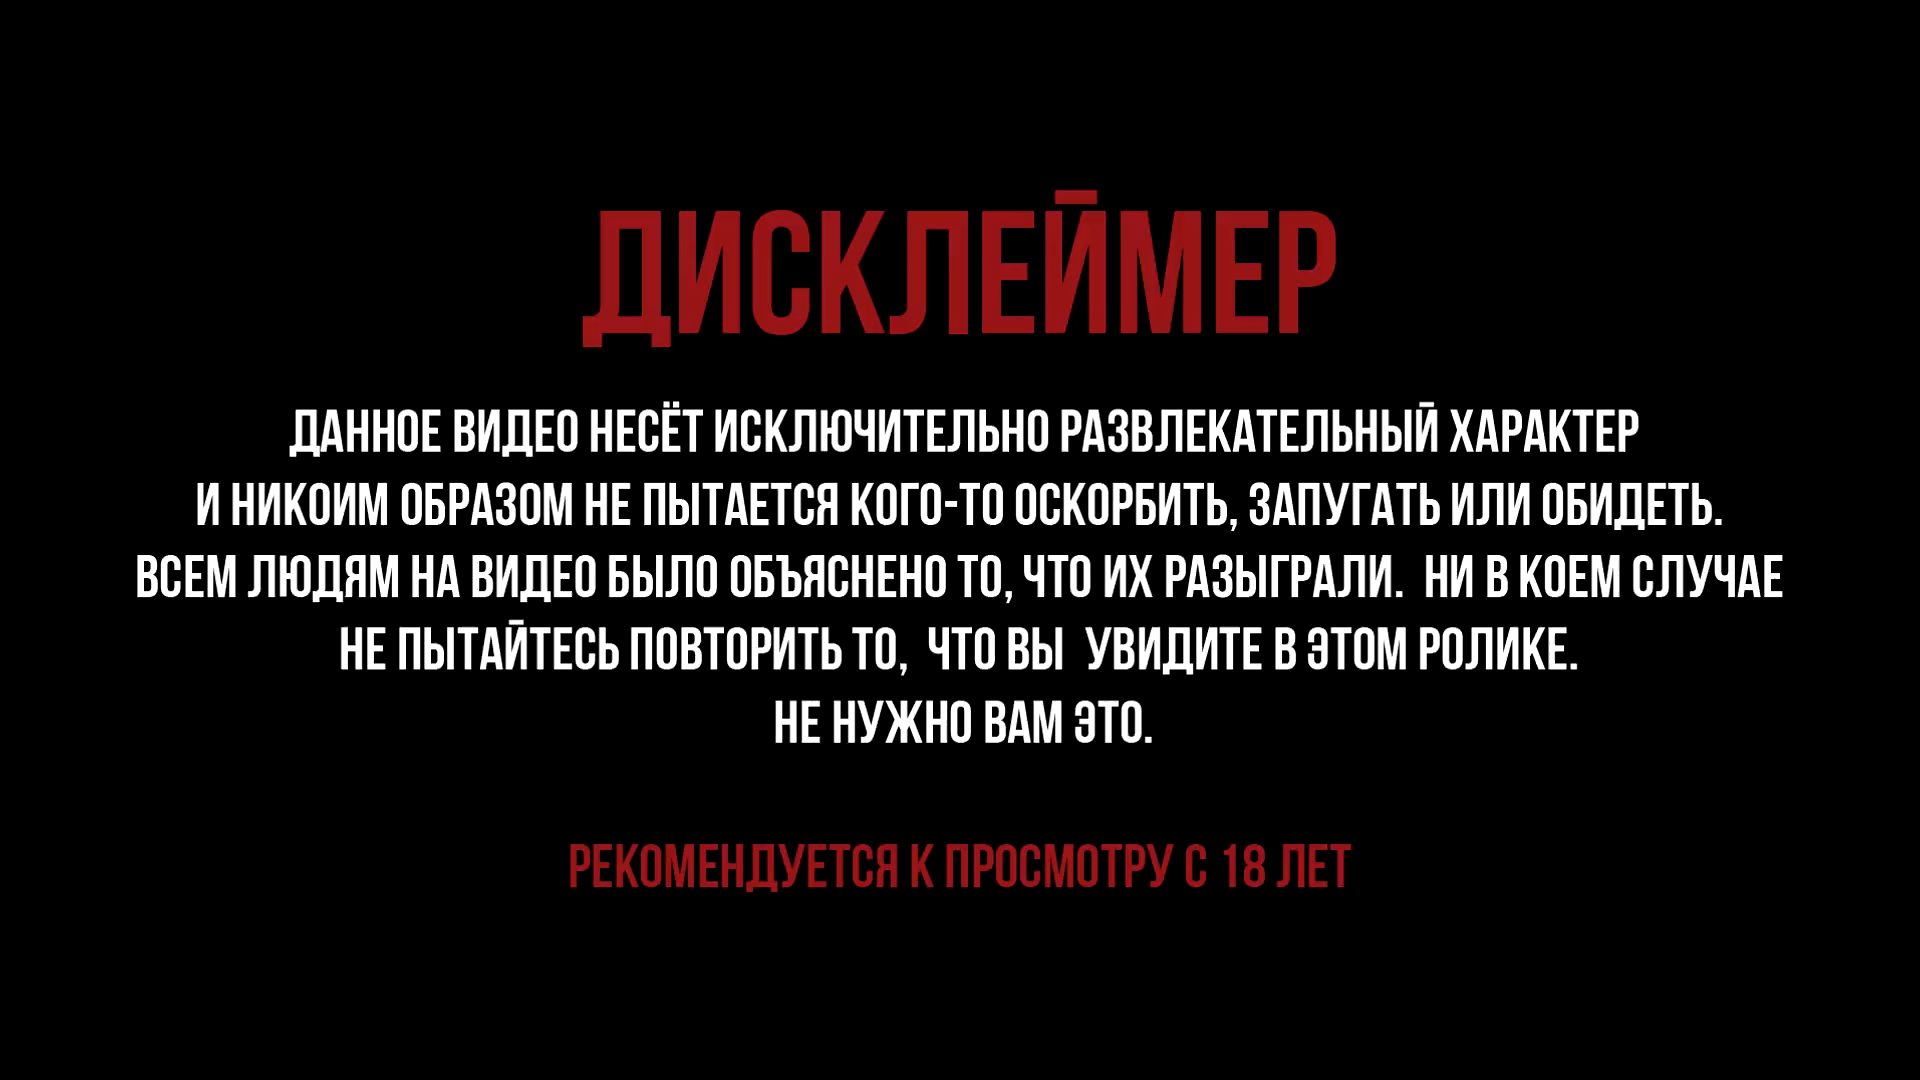 ДИСКЛЕЙМЕР
ДАННОЕ ВИДЕО НЕСЁТ ИСКЛЮЧИТЕЛЬНО РАЗВЛЕКАТЕЛЬНЫЙ ХАРАКТЕР
И НИКОИМ ОБРАЗОМ НЕ ПЫТАЕТСЯ КОГО-ТО ОСКОРБИТЬ, ЗАПУГАТЬ ИЛИ ОБИДЕТЬ.
ВСЕМ ЛЮДЯМ НА ВИДЕО БЫЛО ОБЪЯСНЕНО ТО, ЧТО ИХ РАЗЫГРАЛИ. НИ В КОЕМ СЛУЧАЕ
НЕ ПЫТАЙТЕСЬ ПОВТОРИТЬ ТО, ЧТО ВЫ УВИДИТЕ В ЭТОМ РОЛИКЕ.
НЕ НУЖНО ВАМ ЭТО.
РЕКОМЕНДУЕТСЯ К ПРОСМОТРУ С 18 ЛЕТ